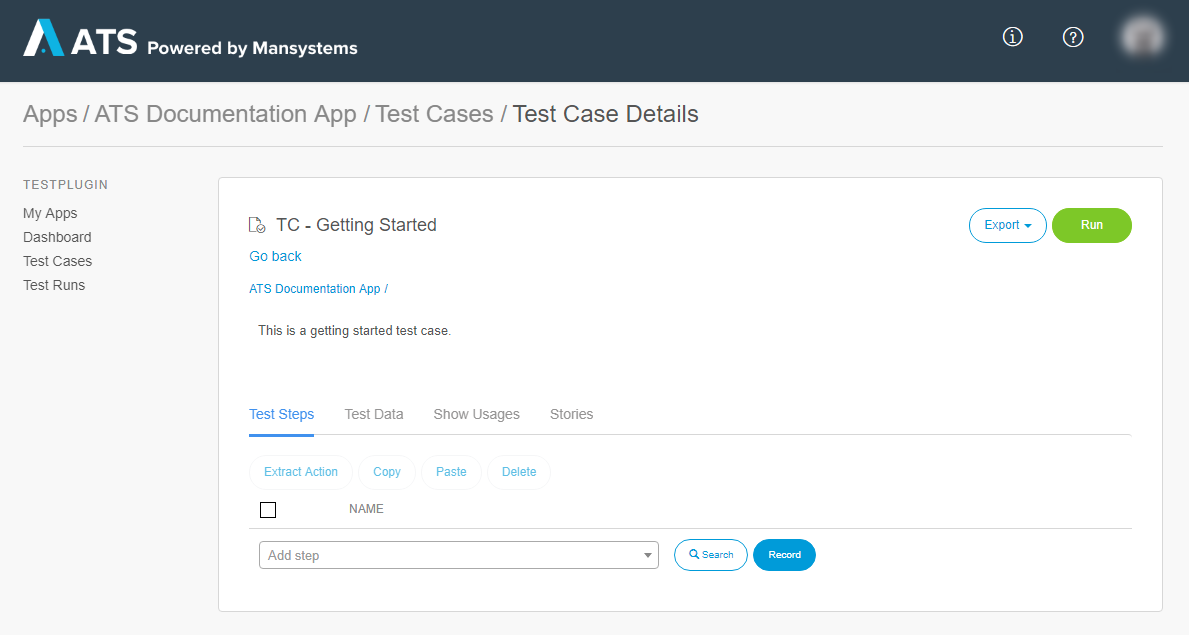 ATS Powered by Mansystems
Apps / ATS Documentation App / Test Cases / Test Case Details
TESTPLUGIN
My Apps
Dashboard
Test Cases
Test Runs
TC - Getting Started
Export
Run
Go back
ATS Documentation App /
This is a getting started test case.
Test Steps Test Data Show Usages Stories
Extract Action Copy Paste Delete
NAME
Add step Search Record